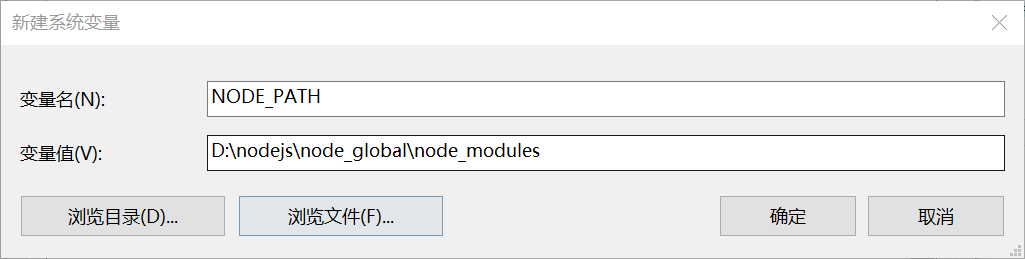 新建系统变量
变量名(N): NODE_PATH
变量值(V): D:\nodejs\node_global\node_modules
浏览目录(D)... 浏览文件(F)... 确定 取消